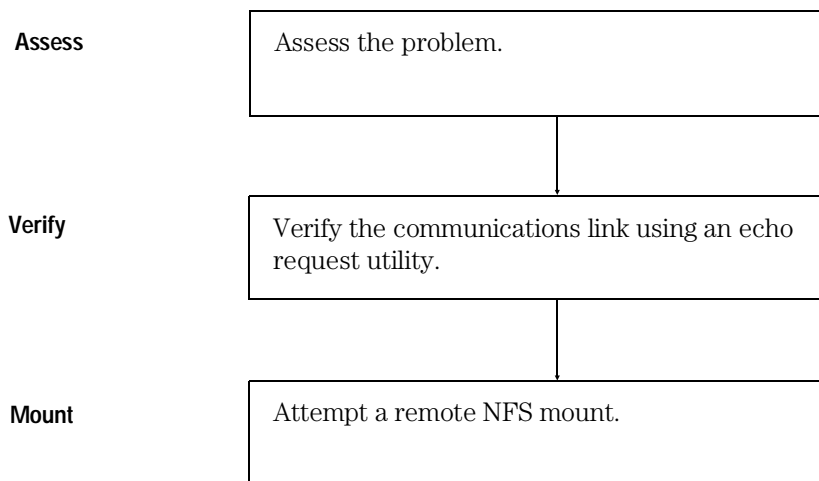 Assess
Assess the problem.
Verify
Verify the communications link using an echo
request utility.
Mount
Attempt a remote NFS mount.